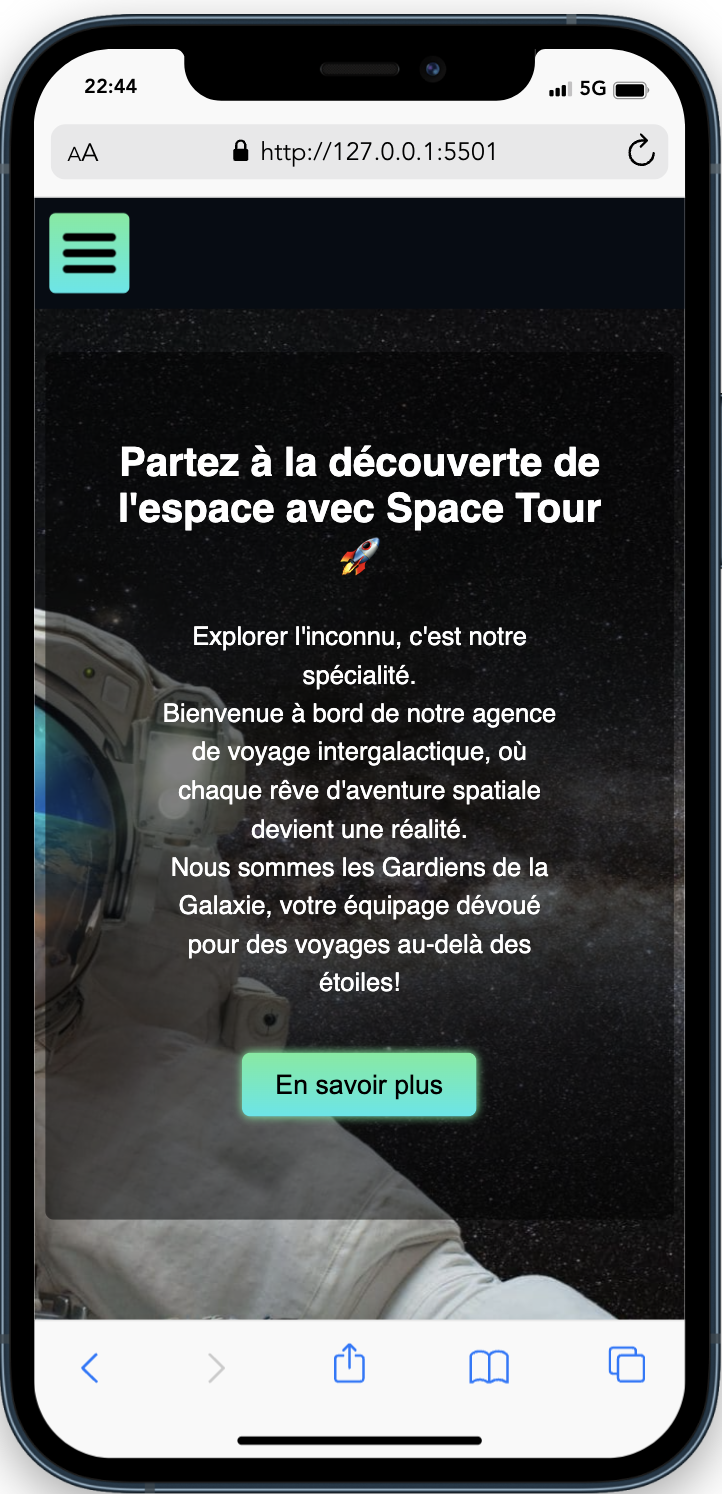 22:44
5G
AA
http://127.0.0.1:5501
Partez à la découverte de
l'espace avec Space Tour
🚀
Explorer l'inconnu, c'est notre
spécialité.
Bienvenue à bord de notre agence
de voyage intergalactique, où
chaque rêve d'aventure spatiale
devient une réalité.
Nous sommes les Gardiens de la
Galaxie, votre équipage dévoué
pour des voyages au-delà des
étoiles!
En savoir plus